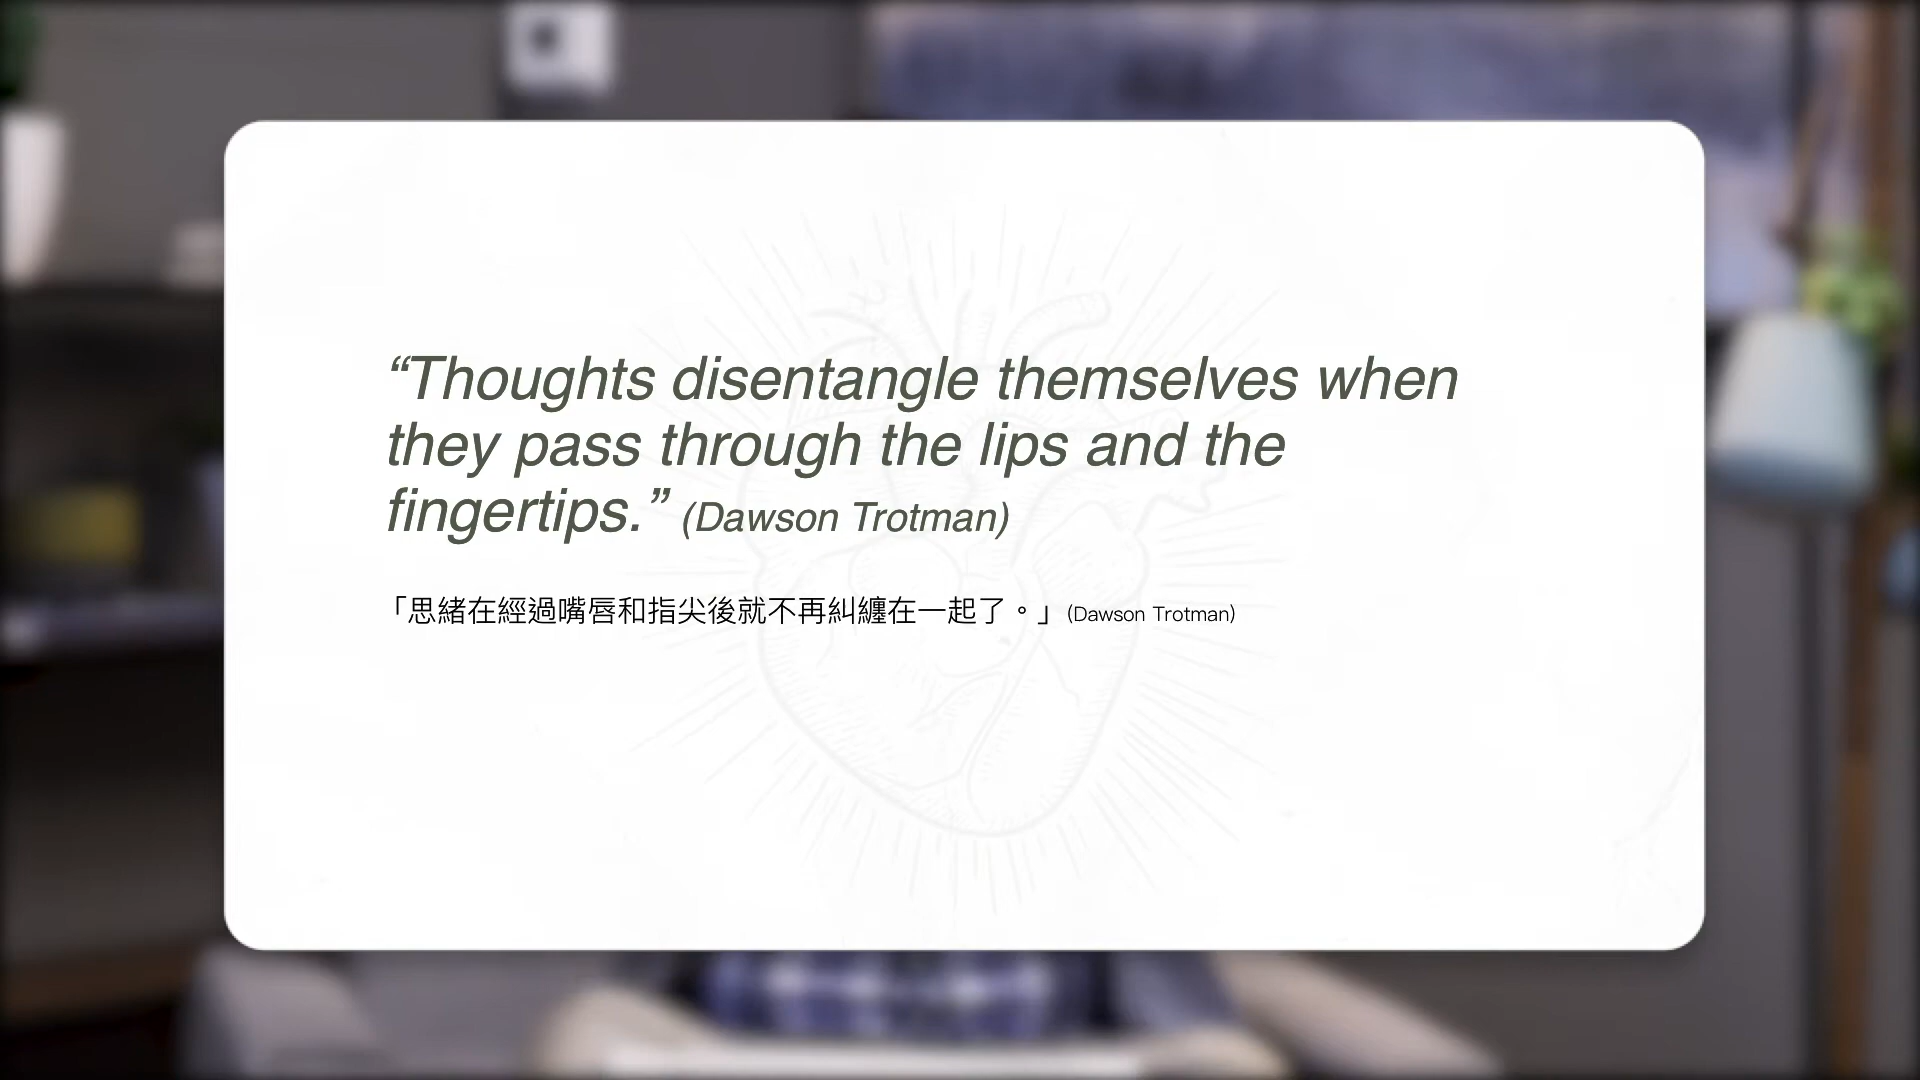 “Thoughts disentangle themselves when
they pass through the lips and the
fingertips.” (Dawson Trotman)
「思緒在經過嘴唇和指尖後就不再糾纏在一起了。」(Dawson Trotman)